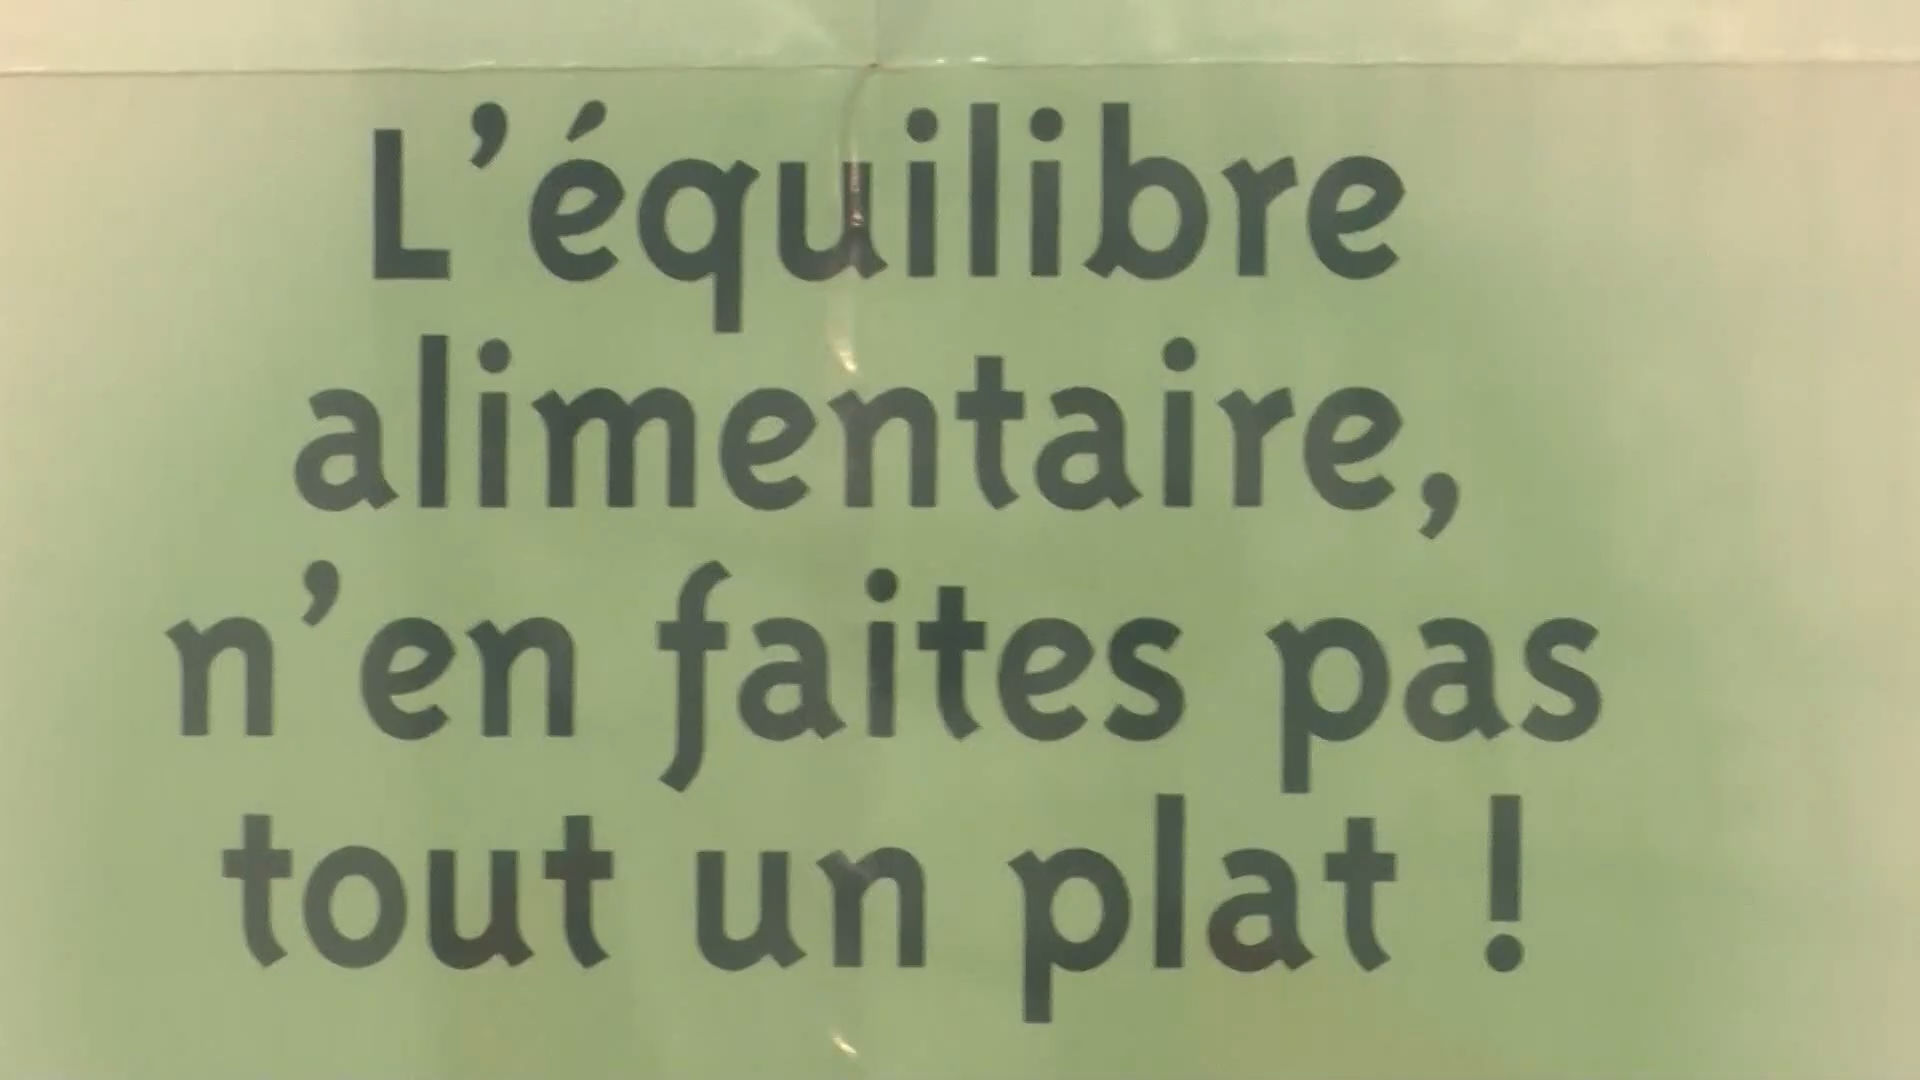 L’équilibre
alimentaire,
n’en faites pas
tout un plat !